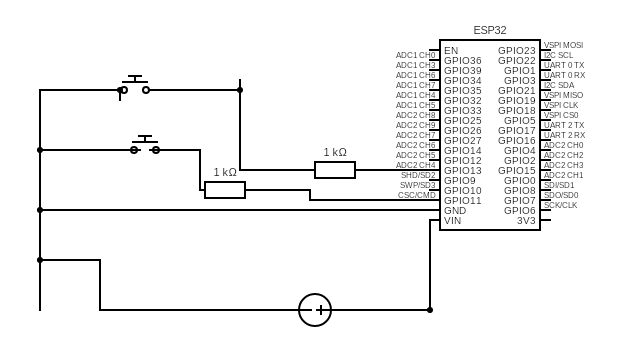 ESP32
VSPI MOSI
EN GPIO23
ADC1 CH0 I2C SCL
GPIO36 GPIO22
ADC1 CH3 UART 0 TX
GPIO39 GPIO1
ADC1 CH6 UART 0 RX
GPIO34 GPIO3
ADC1 CH7 I2C SDA
GPIO35 GPIO21
ADC1 CH4 VSPI MISO
GPIO32 GPIO19
ADC1 CH5 VSPI CLK
GPIO33 GPIO18
ADC2 CH8 VSPI CS0
GPIO25 GPIO5
ADC2 CH9 UART 2 TX
GPIO26 GPIO17
ADC2 CH7 UART 2 RX
GPIO27 GPIO16
ADC2 CH6 ADC2 CH0
GPIO14 GPIO4
1 kΩ ADC2 CH5 ADC2 CH2
GPIO12 GPIO2
ADC2 CH4 ADC2 CH3
GPIO13 GPIO15
1 kΩ SHD/SD2 ADC2 CH1
GPIO9 GPIO0
SWP/SD3 SDI/SD1
GPIO10 GPIO8
CSC/CMD SDO/SD0
GPIO11 GPIO7
SCK/CLK
GND GPIO6
VIN 3V3